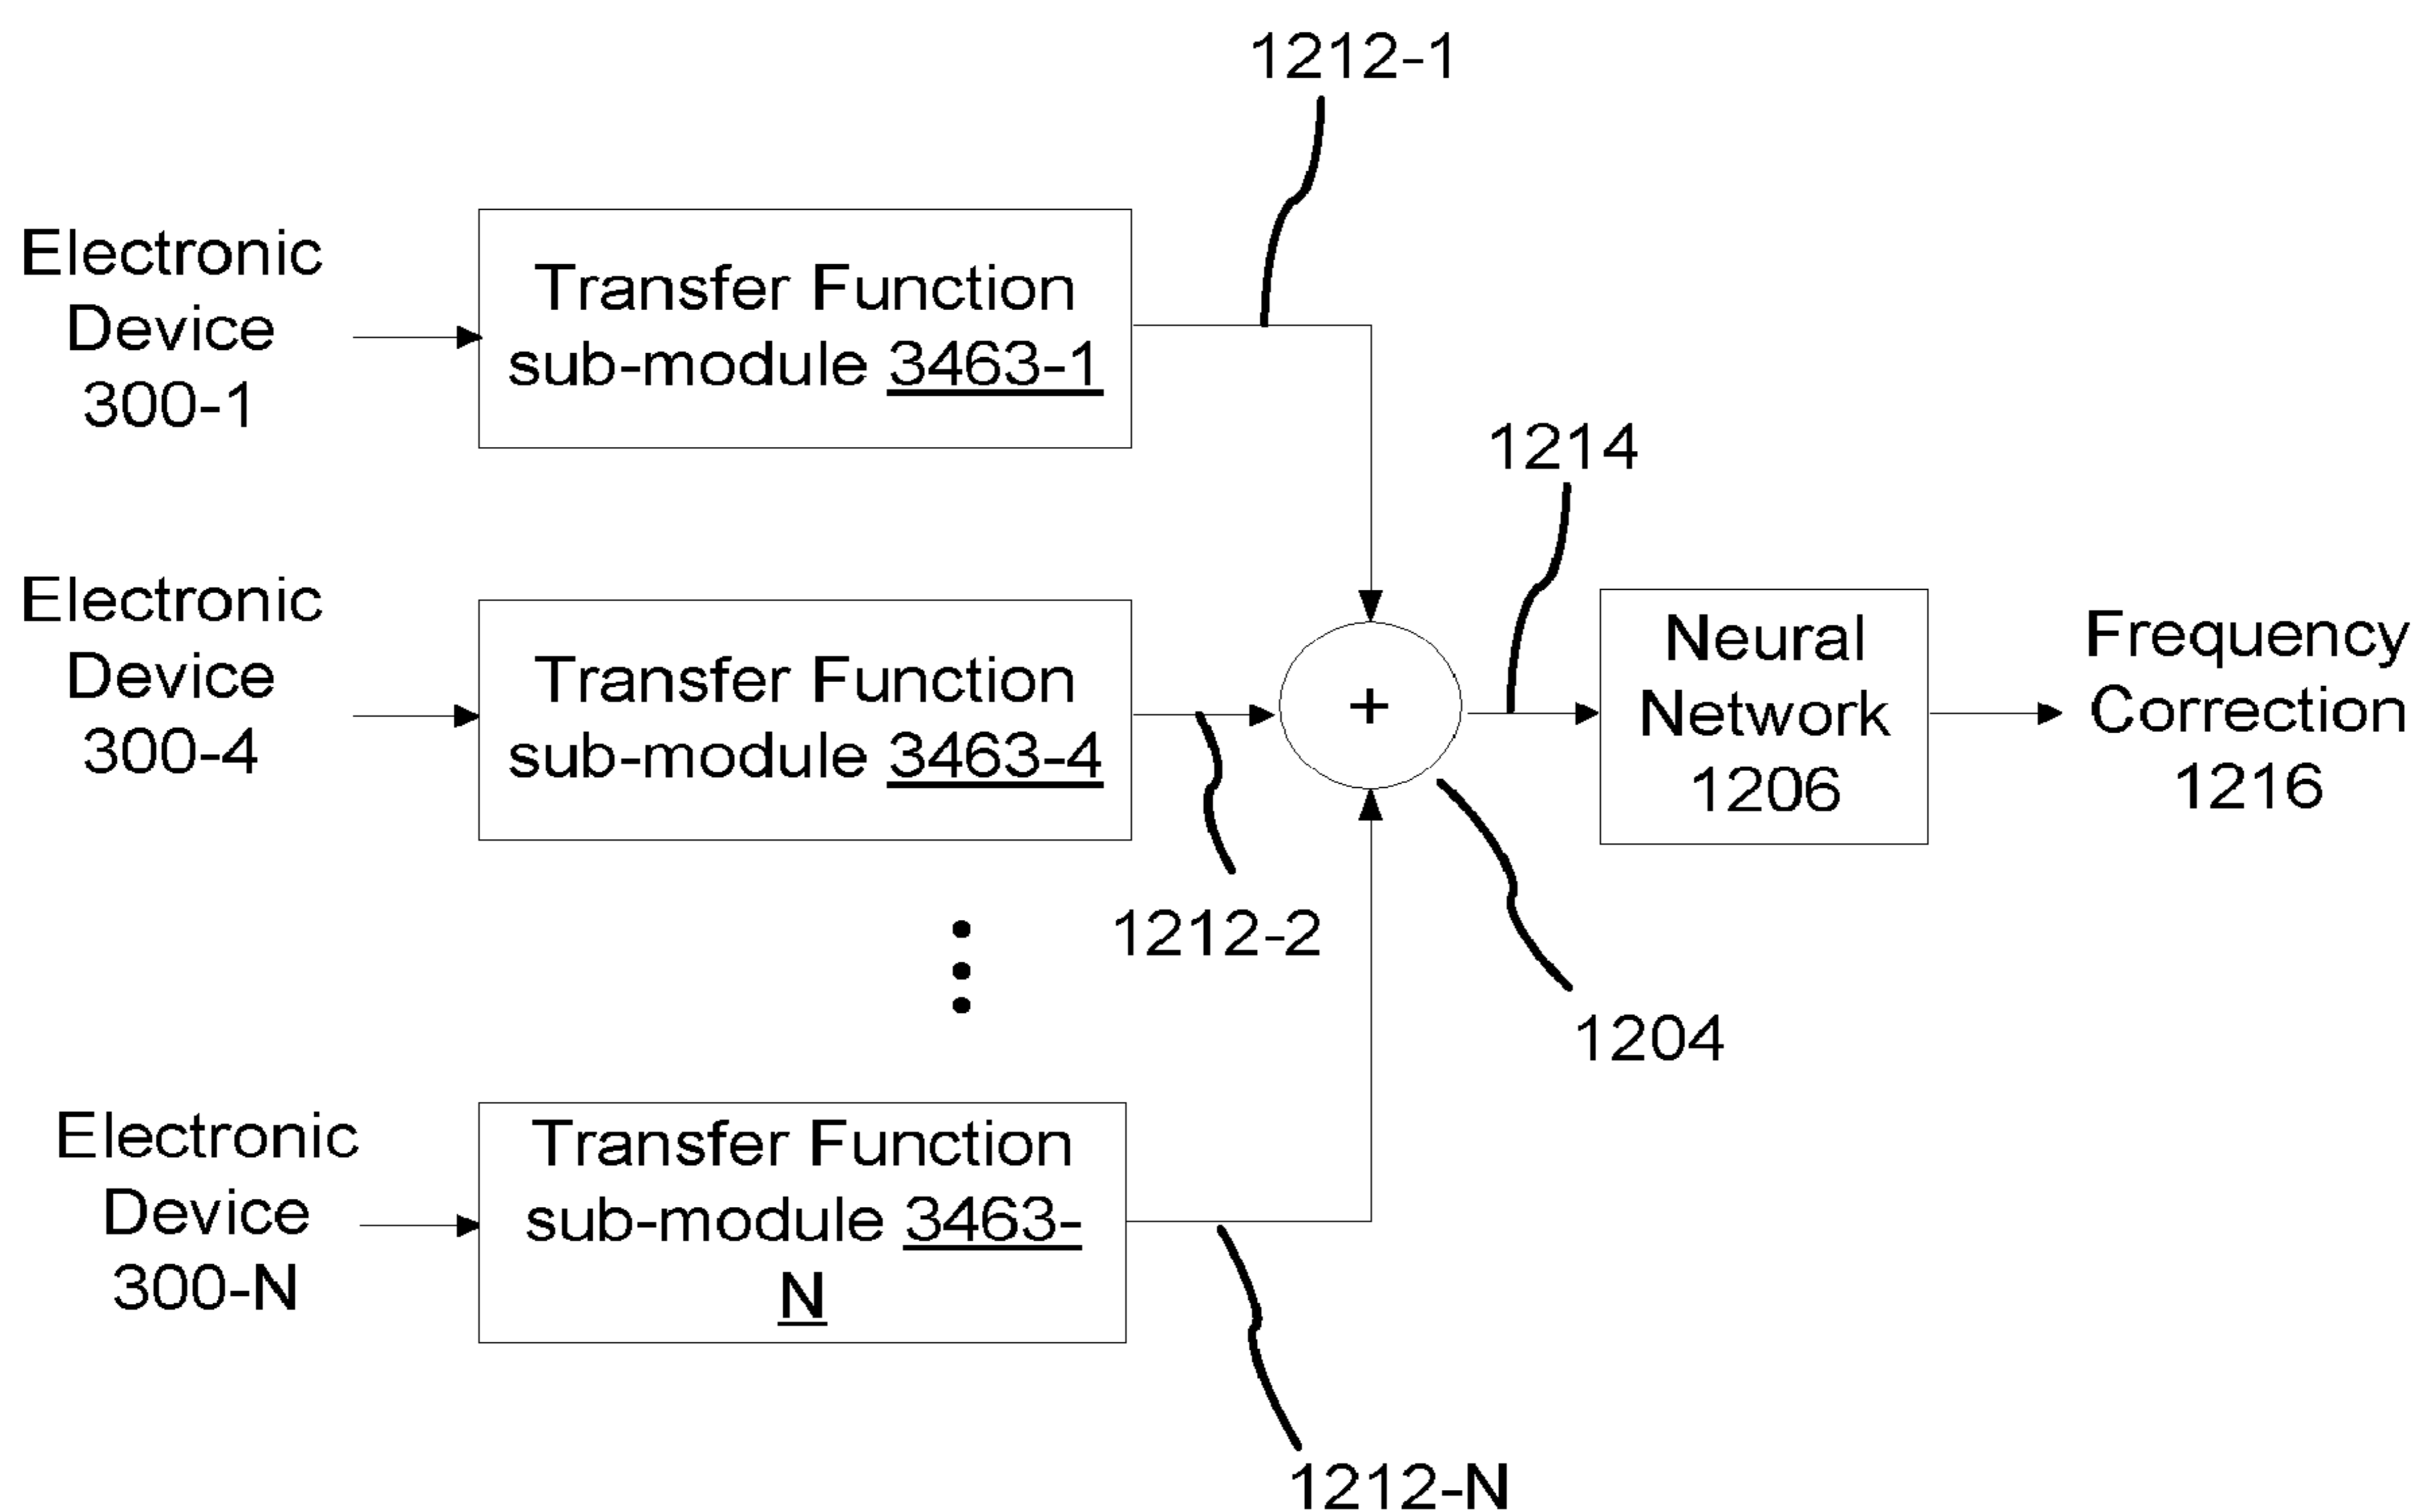 1212-1
Electronic
Device
300-1
Transfer Function
sub-module 3463-1
1214
Electronic
Device
300-4
Transfer Function
sub-module 3463-4
+
Neural
Network
1206
Frequency
Correction
1216
1212-2
1204
Electronic
Device
300-N
Transfer Function
sub-module 3463-
N
1212-N